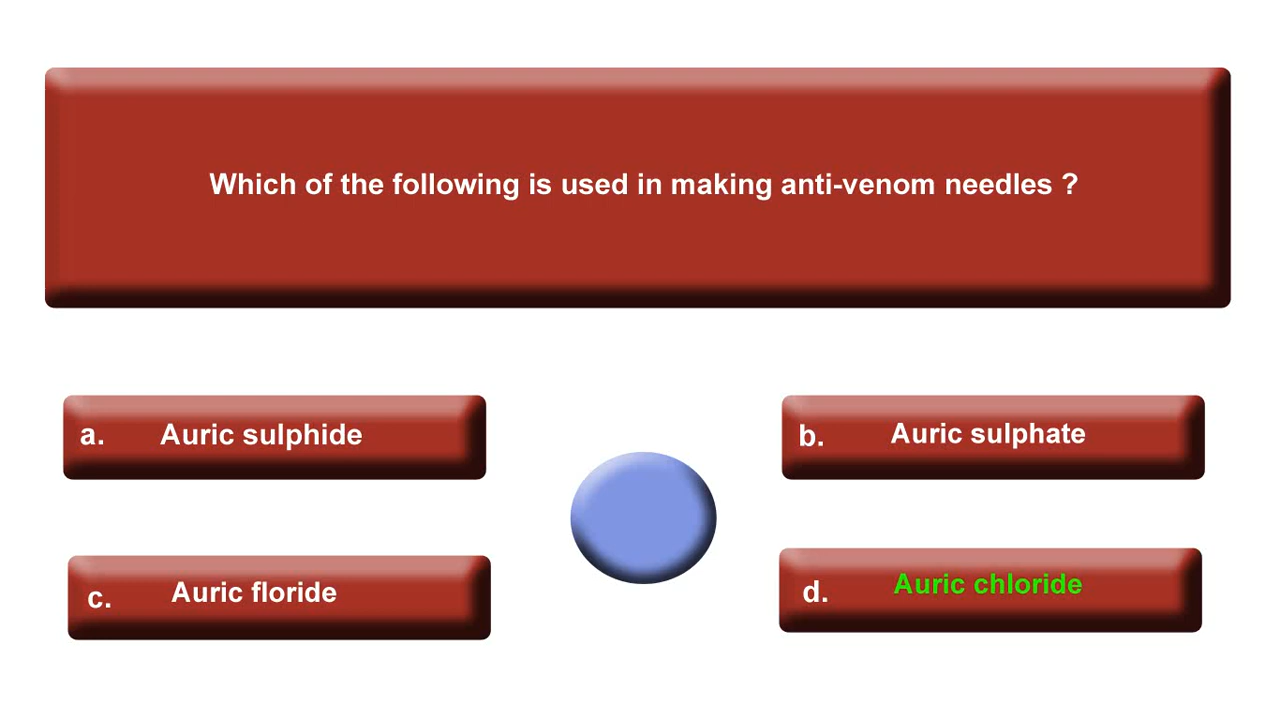 Which of the following is used in making anti-venom needles ?
a. Auric sulphide
b. Auric sulphate
c. Auric floride
d. Auric chloride